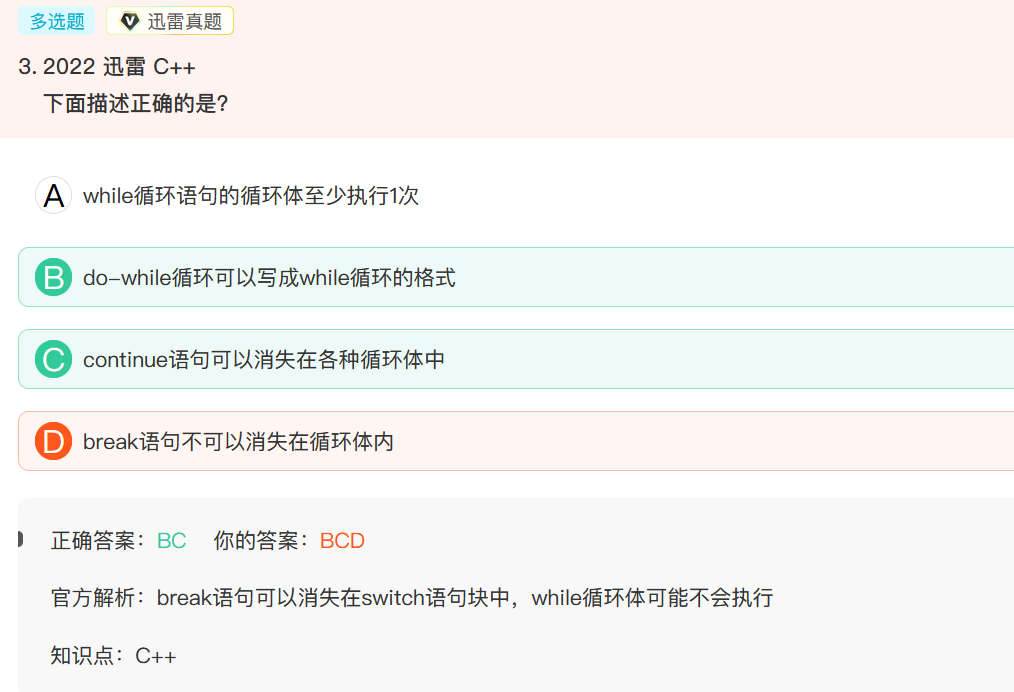 多选题 迅雷真题
3. 2022 迅雷 C++
下面描述正确的是?
A while循环语句的循环体至少执行1次
B do-while循环可以写成while循环的格式
C continue语句可以消失在各种循环体中
D break语句不可以消失在循环体内
正确答案：BC 你的答案：BCD
官方解析：break语句可以消失在switch语句块中，while循环体可能不会执行
知识点：C++